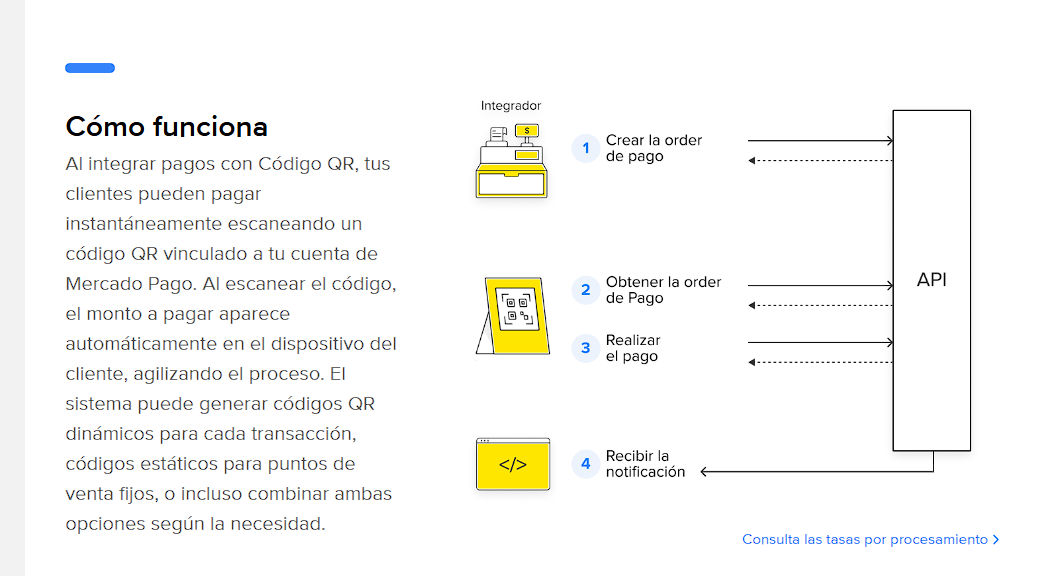 Cómo funciona
Al integrar pagos con Código QR, tus
clientes pueden pagar
instantáneamente escaneando un
código QR vinculado a tu cuenta de
Mercado Pago. Al escanear el código,
el monto a pagar aparece
automáticamente en el dispositivo del
cliente, agilizando el proceso. El
sistema puede generar códigos QR
dinámicos para cada transacción,
códigos estáticos para puntos de
venta fijos, o incluso combinar ambas
opciones según la necesidad.
Integrador
$
1
Crear la order
de pago
2
Obtener la order
de Pago
3
Realizar
el pago
</>
4
Recibir la
notificación
API
Consulta las tasas por procesamiento >